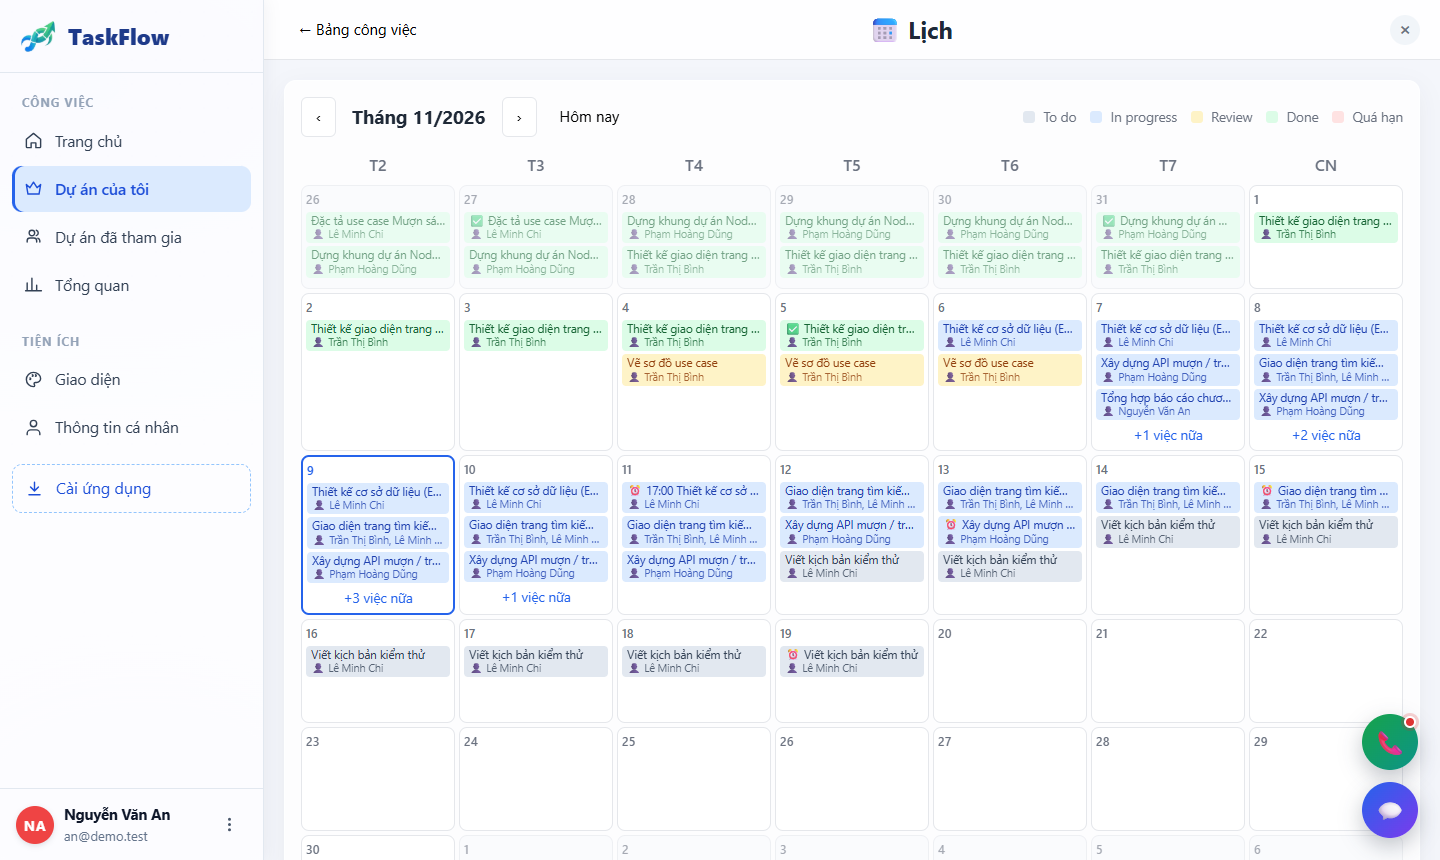 TaskFlow
CÔNG VIỆC
Trang chủ
Dự án của tôi
Dự án đã tham gia
Tổng quan
TIỆN ÍCH
Giao diện
Thông tin cá nhân
Cài ứng dụng
NA
Nguyễn Văn An
an@demo.test
← Bảng công việc
Lịch
×
‹
Tháng 11/2026
›
Hôm nay
To do
In progress
Review
Done
Quá hạn
T2 T3 T4 T5 T6 T7 CN
26
Đặc tả use case Mượn sá...
Lê Minh Chi
Dựng khung dự án Nod...
Phạm Hoàng Dũng
27
Đặc tả use case Mượ...
Lê Minh Chi
Dựng khung dự án Nod...
Phạm Hoàng Dũng
28
Dựng khung dự án Nod...
Phạm Hoàng Dũng
Thiết kế giao diện trang ...
Trần Thị Bình
29
Dựng khung dự án Nod...
Phạm Hoàng Dũng
Thiết kế giao diện trang ...
Trần Thị Bình
30
Dựng khung dự án Nod...
Phạm Hoàng Dũng
Thiết kế giao diện trang ...
Trần Thị Bình
31
Dựng khung dự án ...
Phạm Hoàng Dũng
Thiết kế giao diện trang ...
Trần Thị Bình
1
Thiết kế giao diện trang ...
Trần Thị Bình
2
Thiết kế giao diện trang ...
Trần Thị Bình
3
Thiết kế giao diện trang ...
Trần Thị Bình
4
Thiết kế giao diện trang ...
Trần Thị Bình
Vẽ sơ đồ use case
Trần Thị Bình
5
Thiết kế giao diện tr...
Trần Thị Bình
Vẽ sơ đồ use case
Trần Thị Bình
6
Thiết kế cơ sở dữ liệu (E...
Lê Minh Chi
Vẽ sơ đồ use case
Trần Thị Bình
7
Thiết kế cơ sở dữ liệu (E...
Lê Minh Chi
Xây dựng API mượn / tr...
Phạm Hoàng Dũng
Tổng hợp báo cáo chươ...
Nguyễn Văn An
+1 việc nữa
8
Thiết kế cơ sở dữ liệu (E...
Lê Minh Chi
Giao diện trang tìm kiế...
Trần Thị Bình, Lê Minh ...
Xây dựng API mượn / tr...
Phạm Hoàng Dũng
+2 việc nữa
9
Thiết kế cơ sở dữ liệu (E...
Lê Minh Chi
Giao diện trang tìm kiế...
Trần Thị Bình, Lê Minh ...
Xây dựng API mượn / tr...
Phạm Hoàng Dũng
+3 việc nữa
10
Thiết kế cơ sở dữ liệu (E...
Lê Minh Chi
Giao diện trang tìm kiế...
Trần Thị Bình, Lê Minh ...
Xây dựng API mượn / tr...
Phạm Hoàng Dũng
+1 việc nữa
11
17:00 Thiết kế cơ sở ...
Lê Minh Chi
Giao diện trang tìm kiế...
Trần Thị Bình, Lê Minh ...
Xây dựng API mượn / tr...
Phạm Hoàng Dũng
12
Giao diện trang tìm kiế...
Trần Thị Bình, Lê Minh ...
Xây dựng API mượn / tr...
Phạm Hoàng Dũng
Viết kịch bản kiểm thử
Lê Minh Chi
13
Giao diện trang tìm kiế...
Trần Thị Bình, Lê Minh ...
Xây dựng API mượn ...
Phạm Hoàng Dũng
Viết kịch bản kiểm thử
Lê Minh Chi
14
Giao diện trang tìm kiế...
Trần Thị Bình, Lê Minh ...
Viết kịch bản kiểm thử
Lê Minh Chi
15
Giao diện trang tìm ...
Trần Thị Bình, Lê Minh ...
Viết kịch bản kiểm thử
Lê Minh Chi
16
Viết kịch bản kiểm thử
Lê Minh Chi
17
Viết kịch bản kiểm thử
Lê Minh Chi
18
Viết kịch bản kiểm thử
Lê Minh Chi
19
Viết kịch bản kiểm thử
Lê Minh Chi
20
21
22
23
24
25
26
27
28
29
30
1
2
3
4
5
6